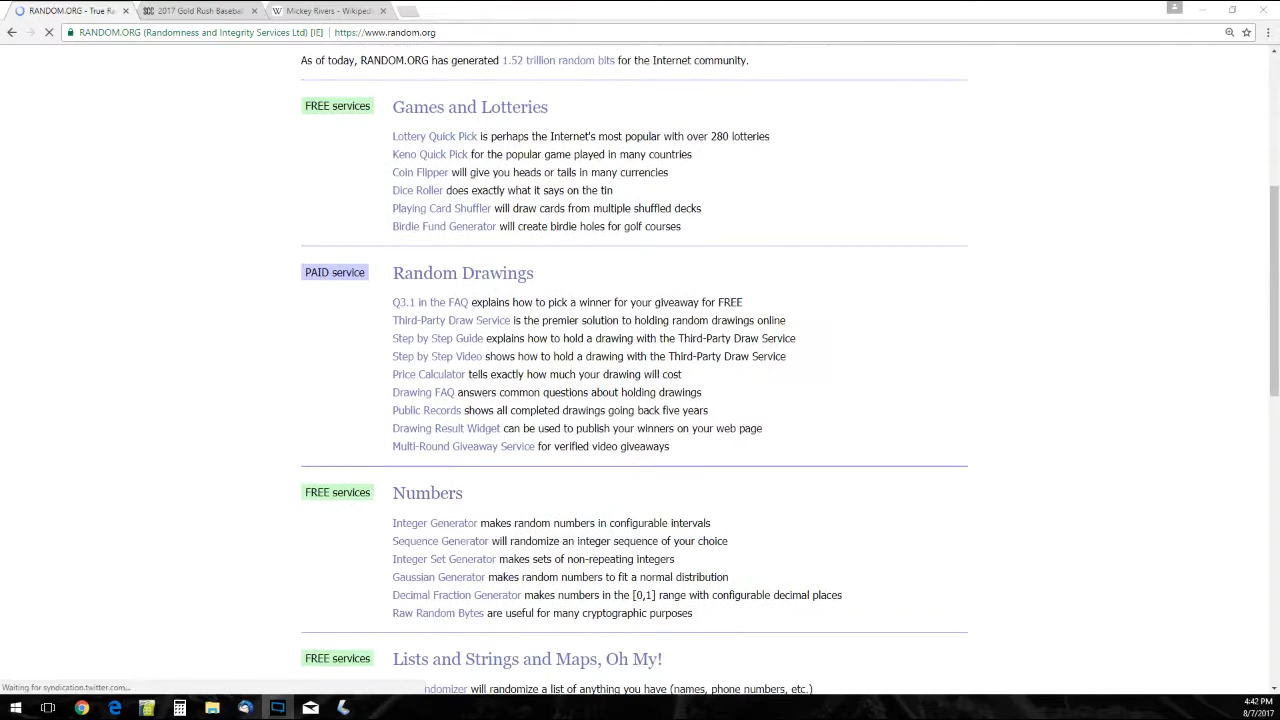 RANDOM.ORG - True Ra
2017 Gold Rush Baseball
Mickey Rivers - Wikiped
RANDOM.ORG (Randomness and Integrity Services Ltd) [IE]
https://www.random.org
As of today, RANDOM.ORG has generated 1.52 trillion random bits for the Internet community.
FREE services
Games and Lotteries
Lottery Quick Pick is perhaps the Internet's most popular with over 280 lotteries
Keno Quick Pick for the popular game played in many countries
Coin Flipper will give you heads or tails in many currencies
Dice Roller does exactly what it says on the tin
Playing Card Shuffler will draw cards from multiple shuffled decks
Birdie Fund Generator will create birdie holes for golf courses
PAID service
Random Drawings
Q3.1 in the FAQ explains how to pick a winner for your giveaway for FREE
Third-Party Draw Service is the premier solution to holding random drawings online
Step by Step Guide explains how to hold a drawing with the Third-Party Draw Service
Step by Step Video shows how to hold a drawing with the Third-Party Draw Service
Price Calculator tells exactly how much your drawing will cost
Drawing FAQ answers common questions about holding drawings
Public Records shows all completed drawings going back five years
Drawing Result Widget can be used to publish your winners on your web page
Multi-Round Giveaway Service for verified video giveaways
FREE services
Numbers
Integer Generator makes random numbers in configurable intervals
Sequence Generator will randomize an integer sequence of your choice
Integer Set Generator makes sets of non-repeating integers
Gaussian Generator makes random numbers to fit a normal distribution
Decimal Fraction Generator makes numbers in the [0,1] range with configurable decimal places
Raw Random Bytes are useful for many cryptographic purposes
FREE services
Lists and Strings and Maps, Oh My!
ndomizer will randomize a list of anything you have (names, phone numbers, etc.)
Waiting for syndication.twitter.com...
4:42 PM
8/7/2017